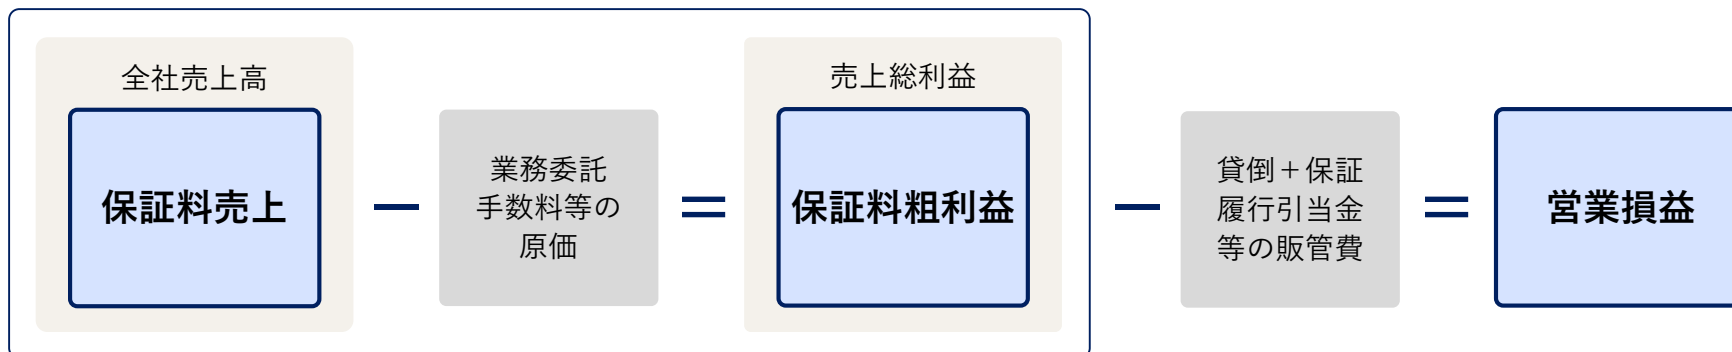 全社売上高
保証料売上
－
業務委託
手数料等の
原価
＝
売上総利益
保証料粗利益
－
貸倒＋保証
履行引当金
等の販管費
＝
営業損益